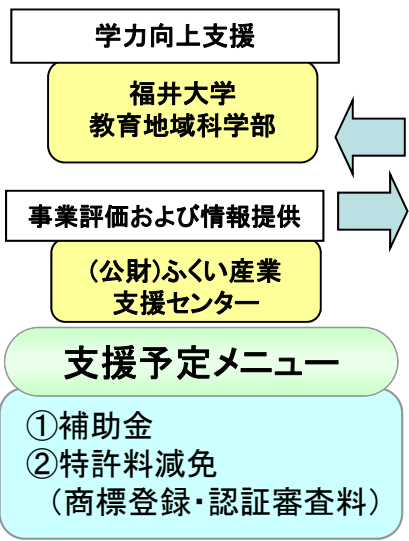 学力向上支援
福井大学
教育地域科学部
事業評価および情報提供
(公財)ふくい産業
支援センター
支援予定メニュー
①補助金
②特許料減免
（商標登録・認証審査料）